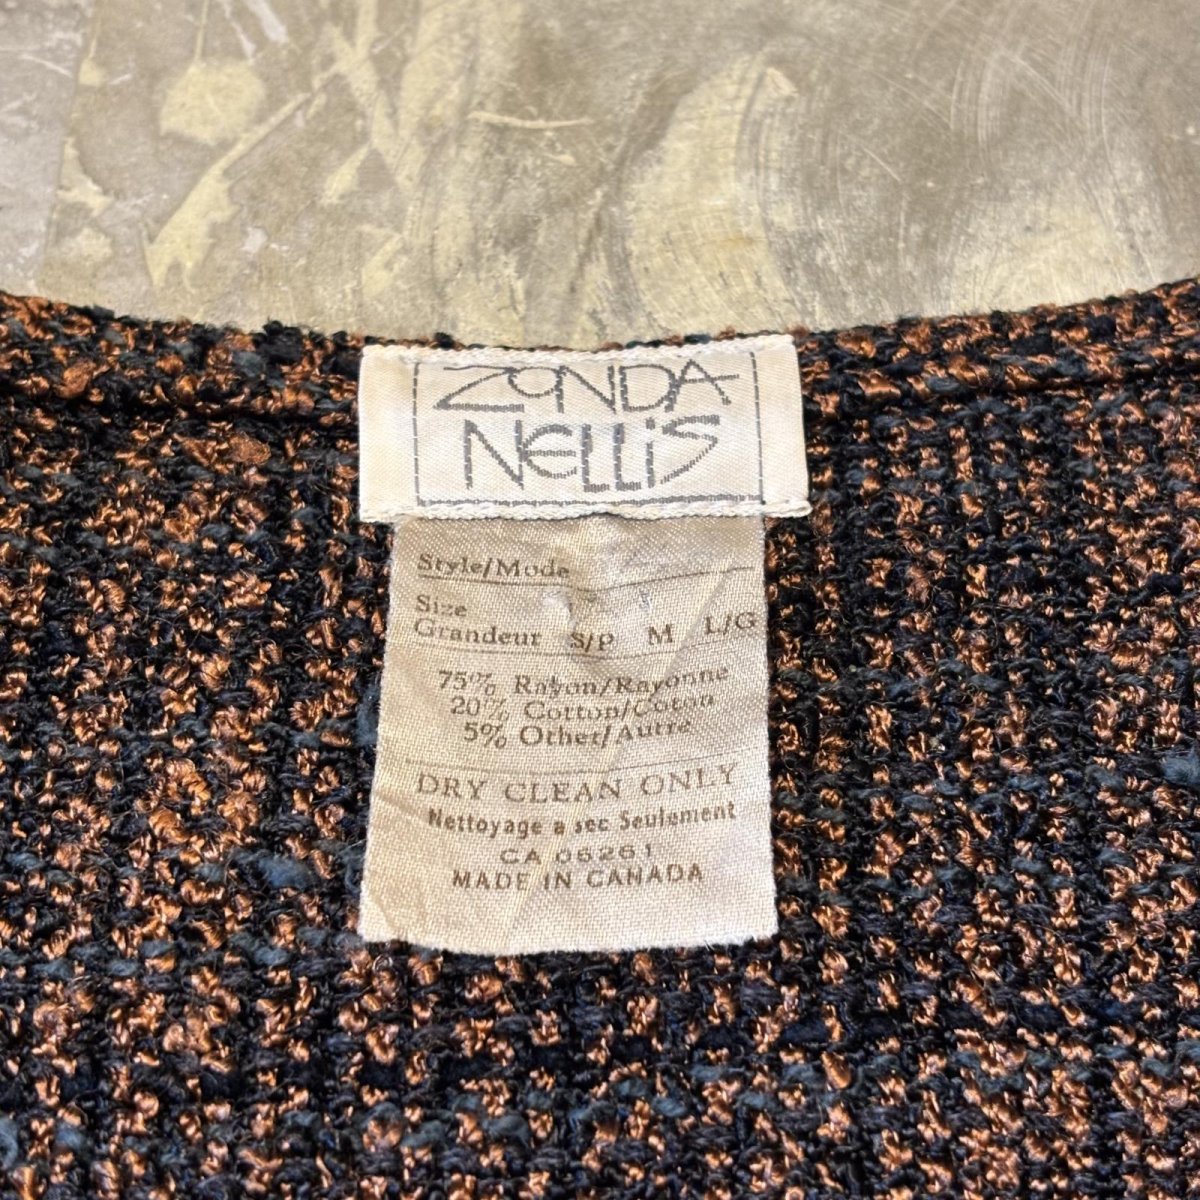 ZONDA
NELLIS
Style/Mode
Size
Grandeur S/P M L/G
75% Rayon/Rayonne
20% Cotton/Coton
5% Other/Autre
DRY CLEAN ONLY
Nettoyage a sec Seulement
CA 06261
MADE IN CANADA